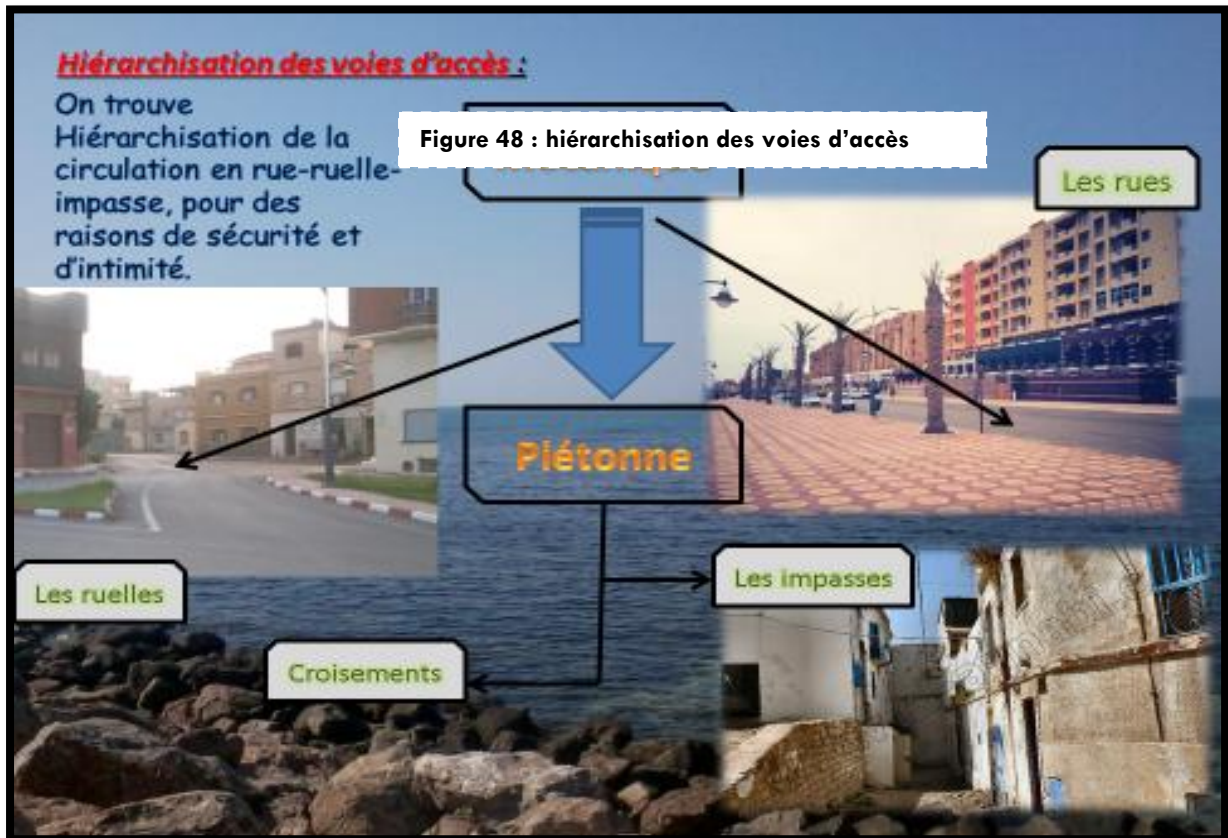 Hiérarchisation des voies d'accès :
On trouve
Hiérarchisation de la
circulation en rue-ruelle-
impasse, pour des
raisons de sécurité et
d'intimité.
Figure 48 : hiérarchisation des voies d'accès
Les rues
Piétonne
Les ruelles
Les impasses
Croisements